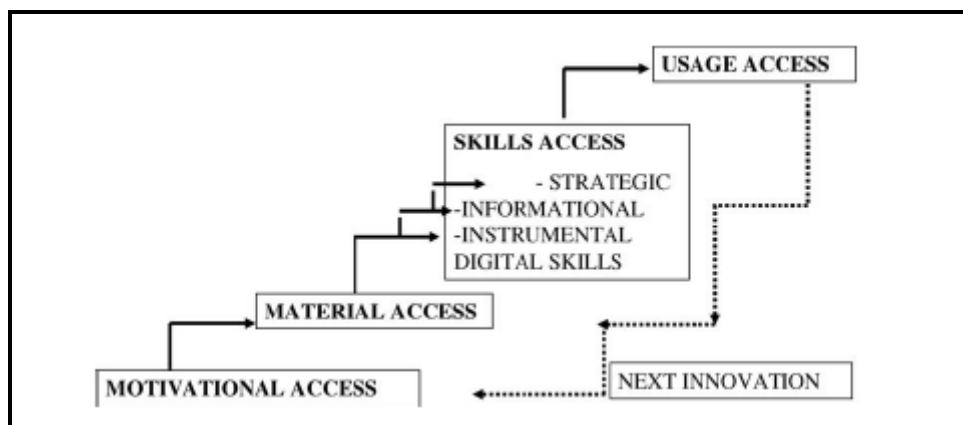 USAGE ACCESS
SKILLS ACCESS
- STRATEGIC
-INFORMATIONAL
-INSTRUMENTAL
DIGITAL SKILLS
MATERIAL ACCESS
MOTIVATIONAL ACCESS
NEXT INNOVATION